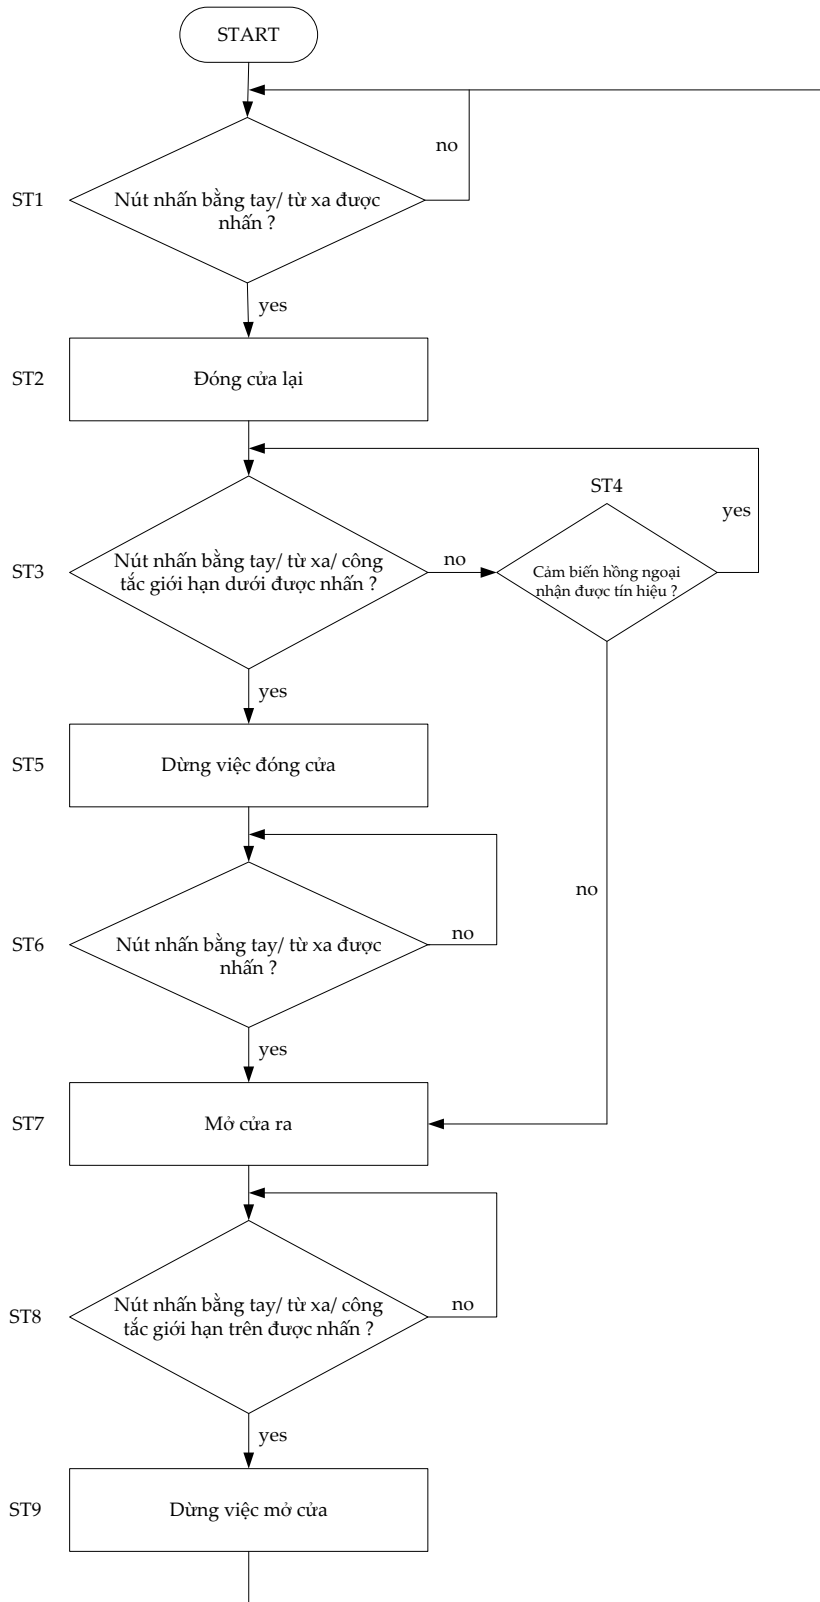 START
no
ST1
Nút nhấn bằng tay/ từ xa được
nhấn ?
yes
ST2
Đóng cửa lại
ST4
yes
ST3
Nút nhấn bằng tay/ từ xa/ công
tắc giới hạn dưới được nhấn ?
no
Cảm biến hồng ngoại
nhận được tín hiệu ?
yes
ST5
Dừng việc đóng cửa
no
ST6
Nút nhấn bằng tay/ từ xa được
nhấn ?
no
yes
ST7
Mở cửa ra
ST8
Nút nhấn bằng tay/ từ xa/ công
tắc giới hạn trên được nhấn ?
no
yes
ST9
Dừng việc mở cửa